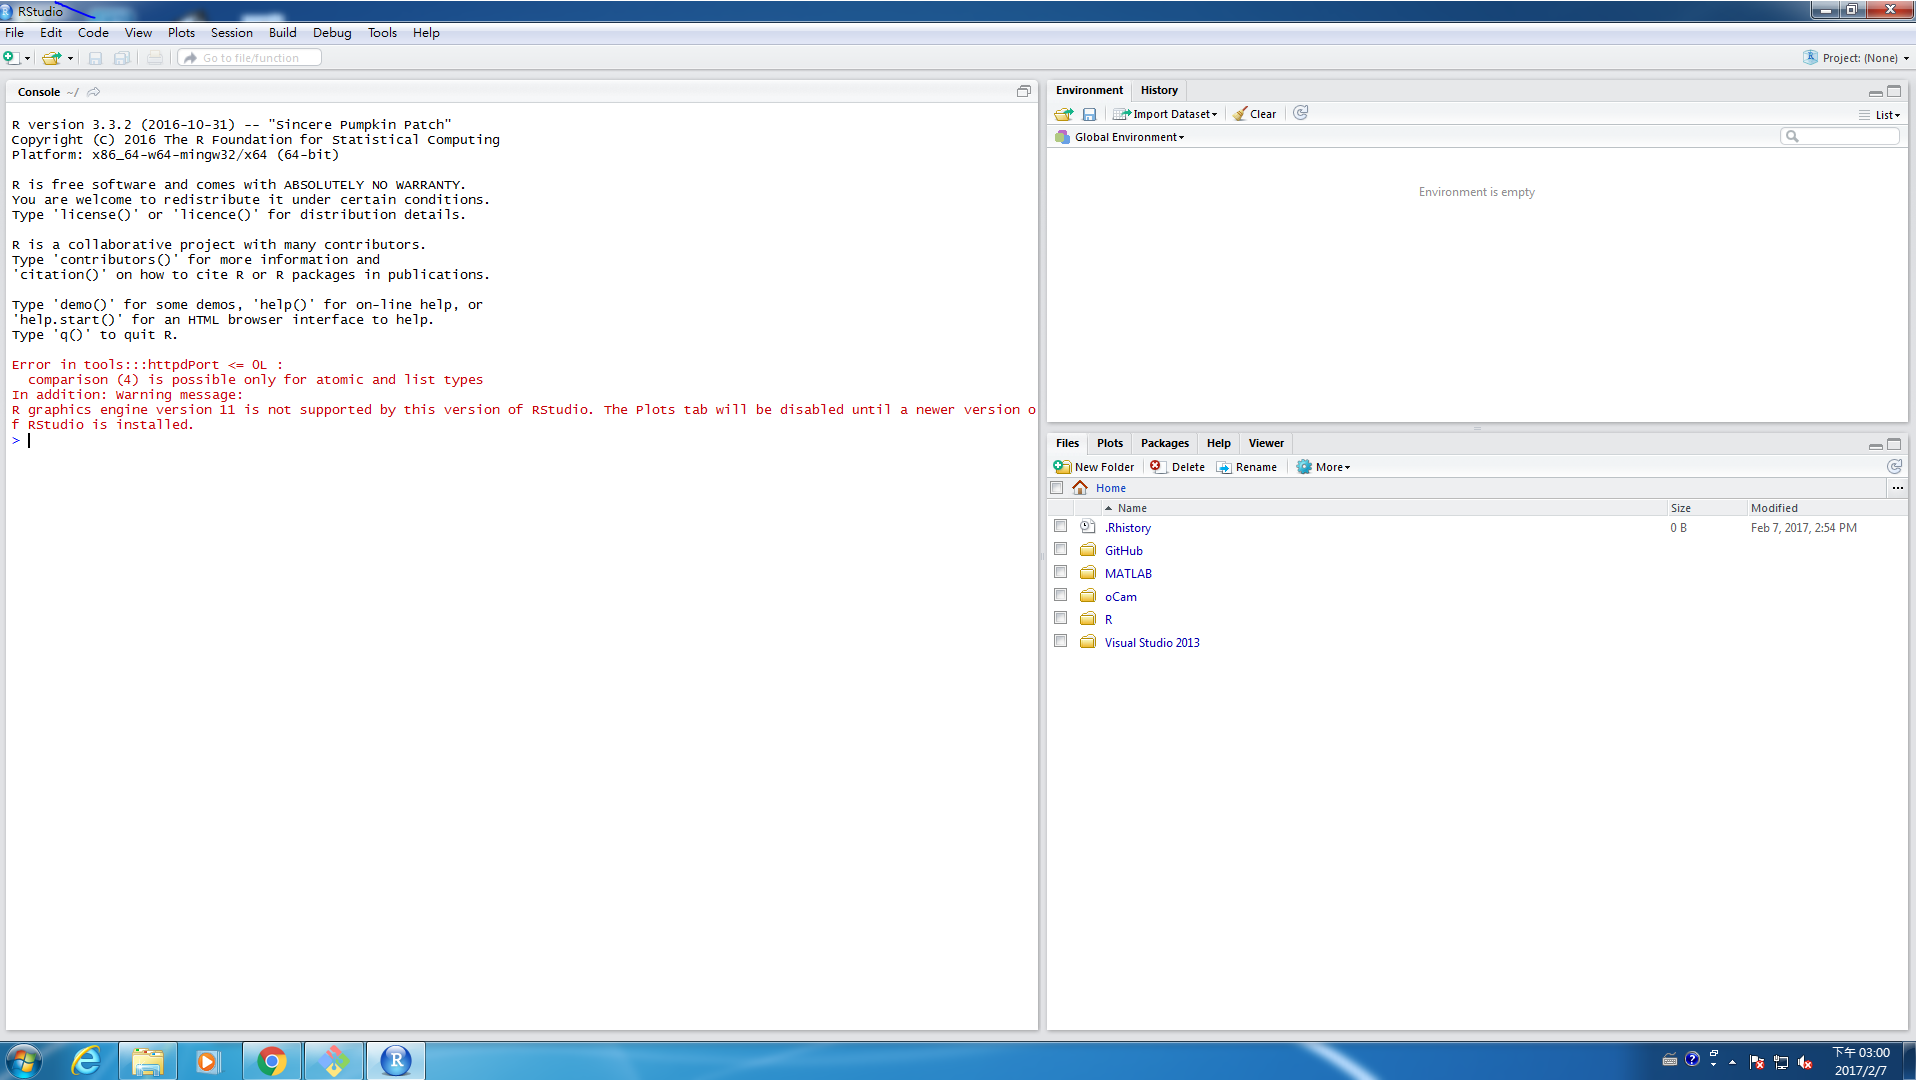 RStudio
File Edit Code View Plots Session Build Debug Tools Help
Go to file/function
Project: (None)
Console ~/
R version 3.3.2 (2016-10-31) -- "Sincere Pumpkin Patch"
Copyright (C) 2016 The R Foundation for Statistical Computing
Platform: x86_64-w64-mingw32/x64 (64-bit)
R is free software and comes with ABSOLUTELY NO WARRANTY.
You are welcome to redistribute it under certain conditions.
Type 'license()' or 'licence()' for distribution details.
R is a collaborative project with many contributors.
Type 'contributors()' for more information and
'citation()' on how to cite R or R packages in publications.
Type 'demo()' for some demos, 'help()' for on-line help, or
'help.start()' for an HTML browser interface to help.
Type 'q()' to quit R.
Error in tools:::httpdPort <= 0L :
comparison (4) is possible only for atomic and list types
In addition: Warning message:
R graphics engine version 11 is not supported by this version of RStudio. The Plots tab will be disabled until a newer version o
f RStudio is installed.
>
Environment History
Import Dataset Clear List
Global Environment
Environment is empty
Files Plots Packages Help Viewer
New Folder Delete Rename More
Home ...
Name Size Modified
.Rhistory 0 B Feb 7, 2017, 2:54 PM
GitHub
MATLAB
oCam
R
Visual Studio 2013
下午 03:00
2017/2/7